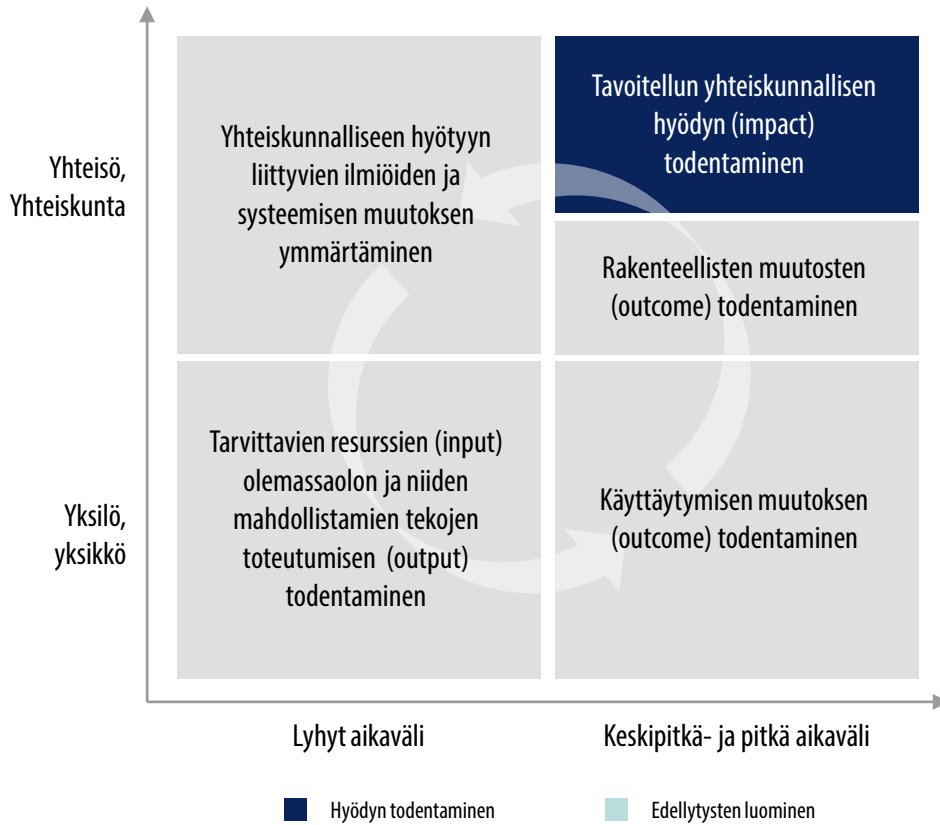 Yhteisö,
Yhteiskunta
Yhteiskunnalliseen hyötyyn
liittyvien ilmiöiden ja
systeemisen muutoksen
ymmärtäminen
Tavoitellun yhteiskunnallisen
hyödyn (impact)
todentaminen
Rakenteellisten muutosten
(outcome) todentaminen
Yksilö,
yksikkö
Tarvittavien resurssien (input)
olemassaolon ja niiden
mahdollistamien tekojen
toteutumisen (output)
todentaminen
Käyttäytymisen muutoksen
(outcome) todentaminen
Lyhyt aikaväli
Keskipitkä- ja pitkä aikaväli
Hyödyn todentaminen
Edellytysten luominen